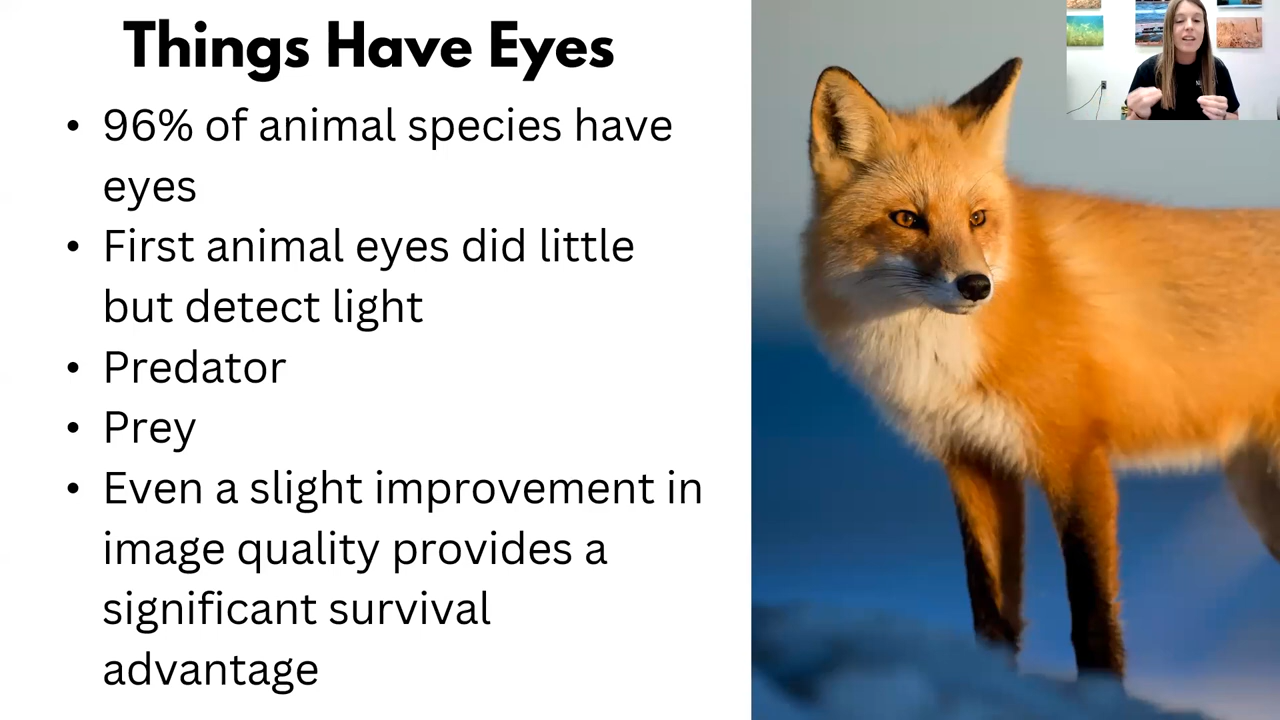 Things Have Eyes
• 96% of animal species have
eyes
• First animal eyes did little
but detect light
• Predator
• Prey
• Even a slight improvement in
image quality provides a
significant survival
advantage